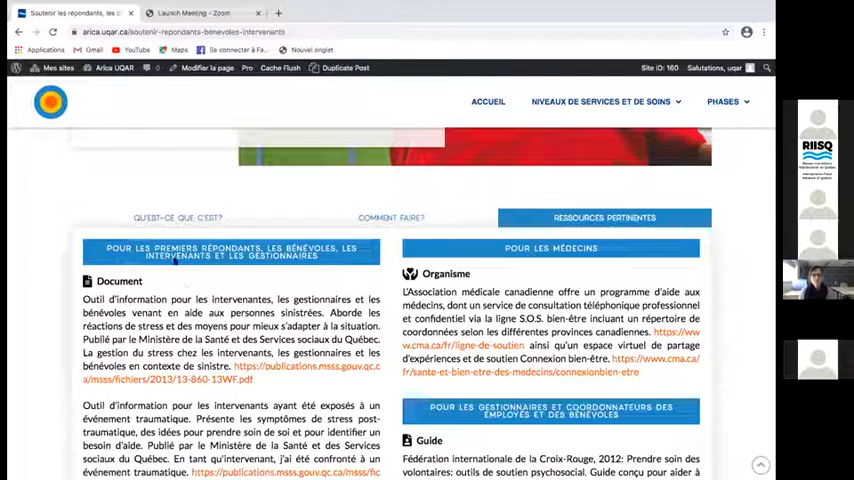 Soutenir les répondants, les b
Launch Meeting - Zoom
arica.uqar.ca/soutenir-repondants-benevoles-intervenants
Applications
Gmail
YouTube
Maps
Se connecter à Fa...
Nouvel onglet
Mes sites
Arica UQAR
0
Modifier la page
Pro
Cache Flush
Duplicate Post
Site ID: 160
Salutations, uqar
ACCUEIL
NIVEAUX DE SERVICES ET DE SOINS
PHASES
QU'EST-CE QUE C'EST?
COMMENT FAIRE?
RESSOURCES PERTINENTES
POUR LES PREMIERS RÉPONDANTS, LES BÉNÉVOLES, LES
INTERVENANTS ET LES GESTIONNAIRES
Document
Outil d'information pour les intervenantes, les gestionnaires et les
bénévoles venant en aide aux personnes sinistrées. Aborde les
réactions de stress et des moyens pour mieux s'adapter à la situation.
Publié par le Ministère de la Santé et des Services sociaux du Québec.
La gestion du stress chez les intervenants, les gestionnaires et les
bénévoles en contexte de sinistre. https://publications.msss.gouv.qc.c
a/msss/fichiers/2013/13-860-13WF.pdf
Outil d'information pour les intervenants ayant été exposés à un
événement traumatique. Présente les symptômes de stress post-
traumatique, des idées pour prendre soin de soi et pour identifier un
besoin d'aide. Publié par le Ministère de la Santé et des Services
sociaux du Québec. En tant qu'intervenant, j'ai été confronté à un
événement traumatique. https://publications.msss.gouv.qc.ca/msss/fic
POUR LES MÉDECINS
Organisme
L'Association médicale canadienne offre un programme d'aide aux
médecins, dont un service de consultation téléphonique professionnel
et confidentiel via la ligne S.O.S. bien-être incluant un répertoire de
coordonnées selon les différentes provinces canadiennes. https://ww
w.cma.ca/fr/ligne-de-soutien ainsi qu'un espace virtuel de partage
d'expériences et de soutien Connexion bien-être. https://www.cma.ca/
fr/sante-et-bien-etre-des-medecins/connexionbien-etre
POUR LES GESTIONNAIRES ET COORDONNATEURS DES
EMPLOYÉS ET DES BÉNÉVOLES
Guide
Fédération internationale de la Croix-Rouge, 2012: Prendre soin des
volontaires: outils de soutien psychosocial. Guide conçu pour aider à
RIISQ